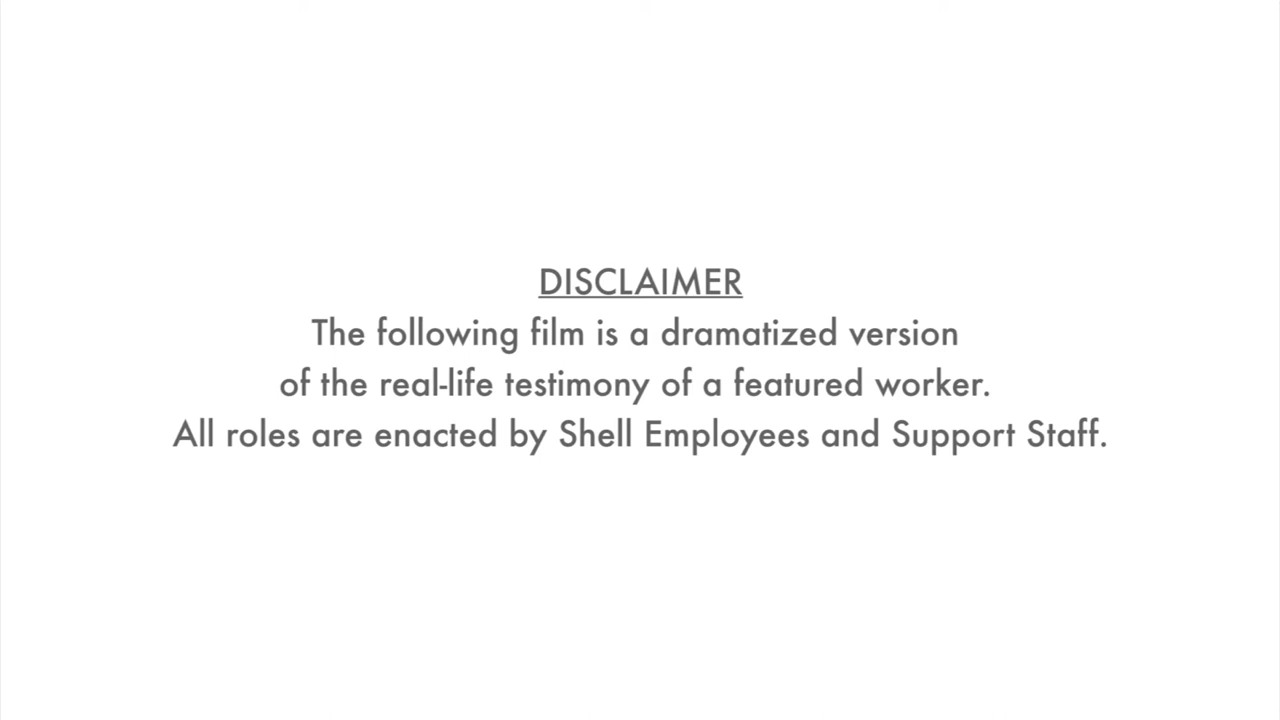 DISCLAIMER
The following film is a dramatized version
of the real-life testimony of a featured worker.
All roles are enacted by Shell Employees and Support Staff.